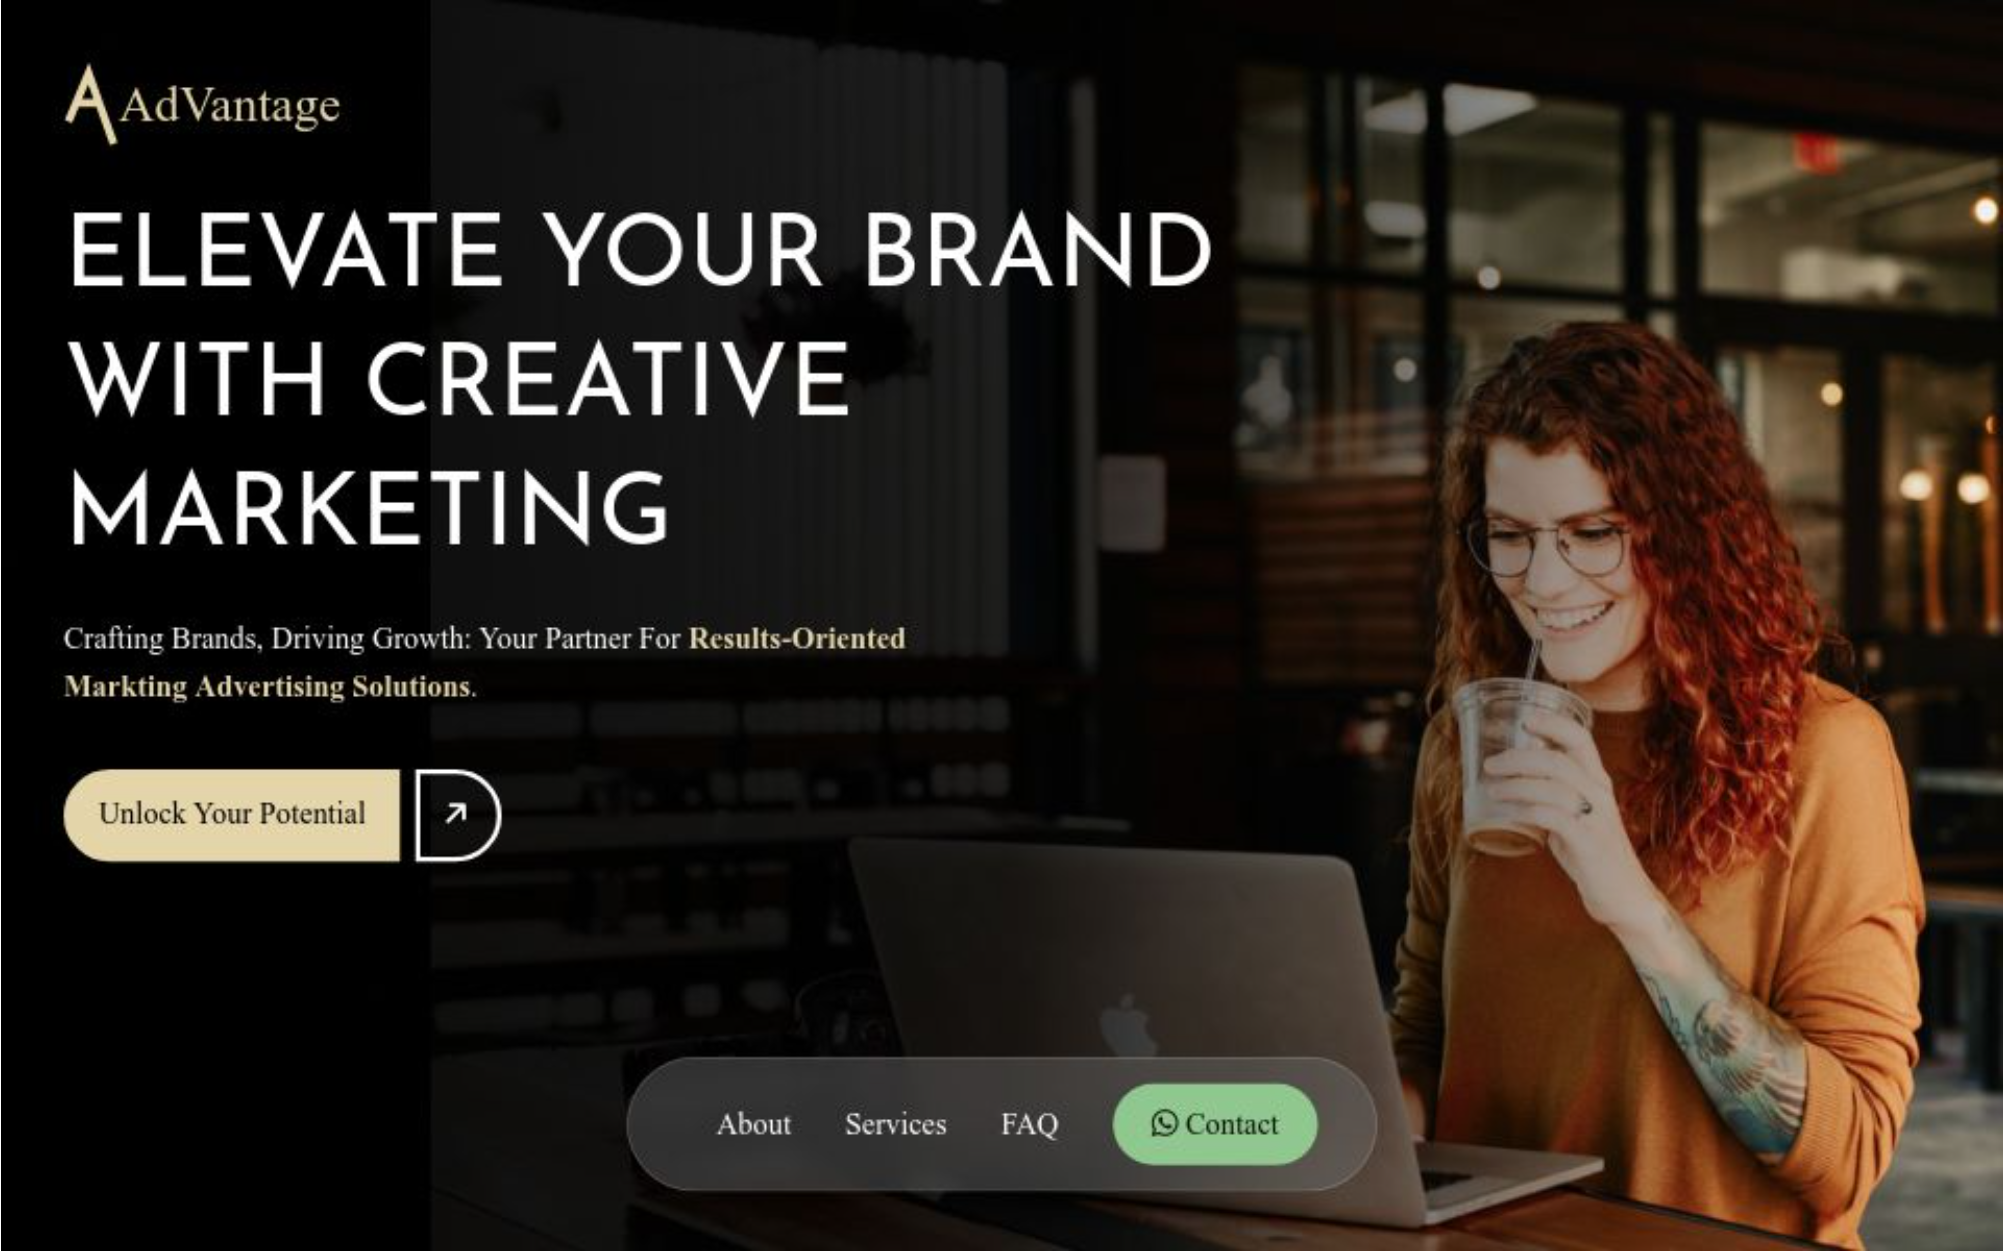 AdVantage
ELEVATE YOUR BRAND
WITH CREATIVE
MARKETING
Crafting Brands, Driving Growth: Your Partner For Results-Oriented
Markting Advertising Solutions.
Unlock Your Potential
About Services FAQ Contact